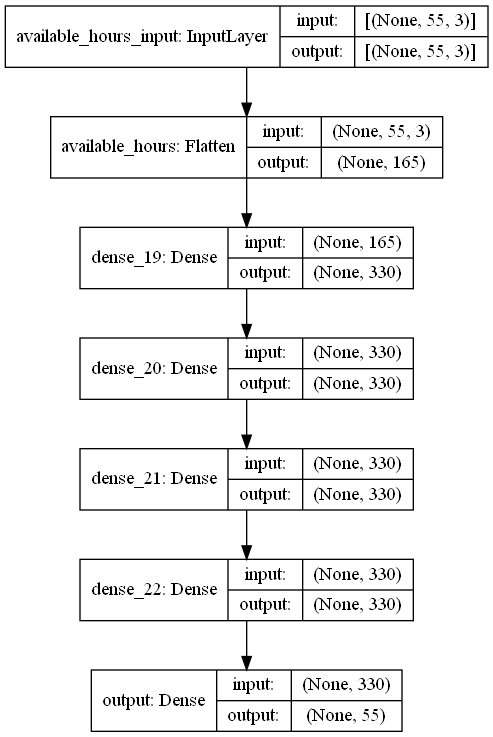 available_hours_input: InputLayer
input:
[(None, 55, 3)]
output:
[(None, 55, 3)]
available_hours: Flatten
input:
(None, 55, 3)
output:
(None, 165)
dense_19: Dense
input:
(None, 165)
output:
(None, 330)
dense_20: Dense
input:
(None, 330)
output:
(None, 330)
dense_21: Dense
input:
(None, 330)
output:
(None, 330)
dense_22: Dense
input:
(None, 330)
output:
(None, 330)
output: Dense
input:
(None, 330)
output:
(None, 55)